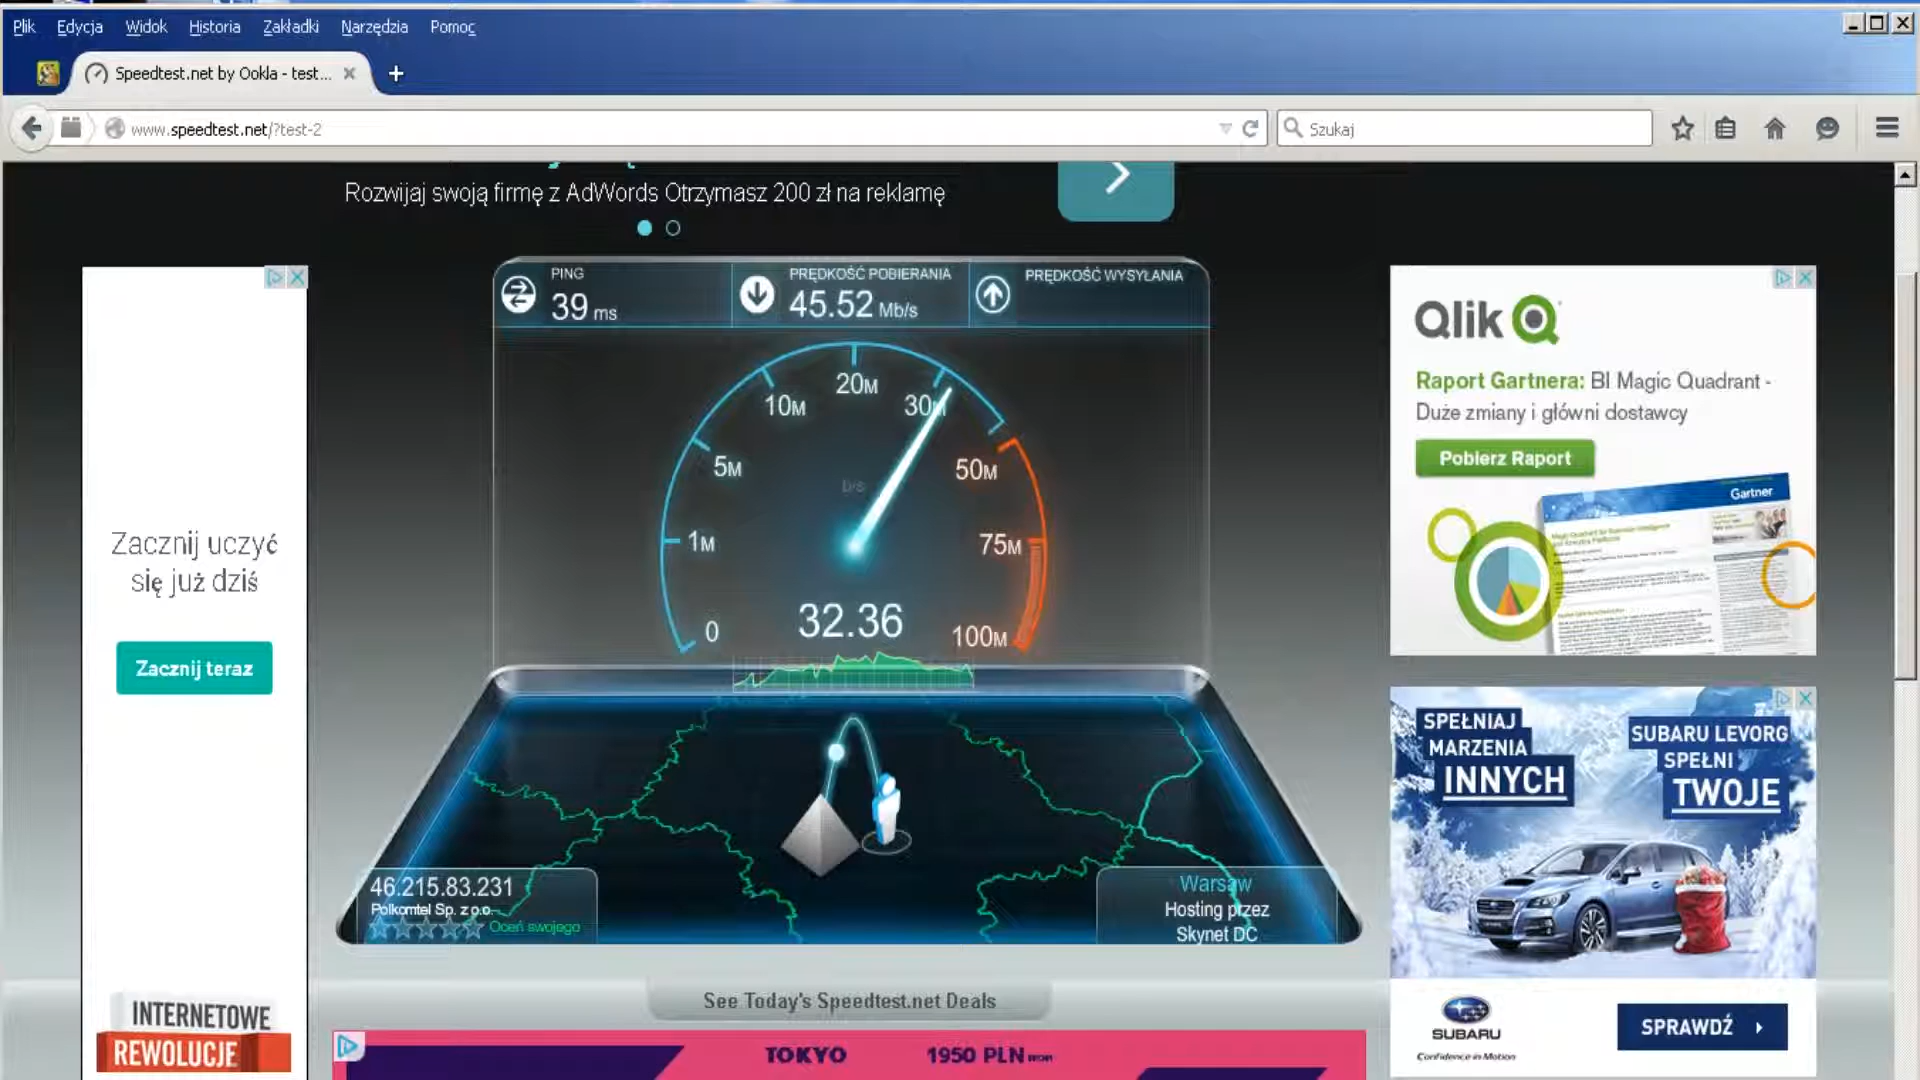 Plik Edycja Widok Historia Zakładki Narzędzia Pomoc
Speedtest.net by Ookla - test...
www.speedtest.net/?test-2
Szukaj
Rozwijaj swoją firmę z AdWords Otrzymasz 200 zł na reklamę
PING
39 ms
PRĘDKOŚĆ POBIERANIA
45.52 Mb/s
PRĘDKOŚĆ WYSYŁANIA
0
1M
5M
10M
20M
30M
50M
75M
100M
b/s
32.36
46.215.83.231
Polkomtel Sp. z o.o.
Oceń swojego
Warsaw
Hosting przez
Skynet DC
See Today's Speedtest.net Deals
TOKYO 1950 PLN
Zacznij uczyć
się już dziś
Zacznij teraz
INTERNETOWE
REWOLUCJE
Qlik
Raport Gartnera: BI Magic Quadrant -
Duże zmiany i główni dostawcy
Pobierz Raport
Gartner
SPEŁNIAJ
MARZENIA
INNYCH
SUBARU LEVORG
SPEŁNI
TWOJE
SUBARU
Confidence in Motion
SPRAWDŹ